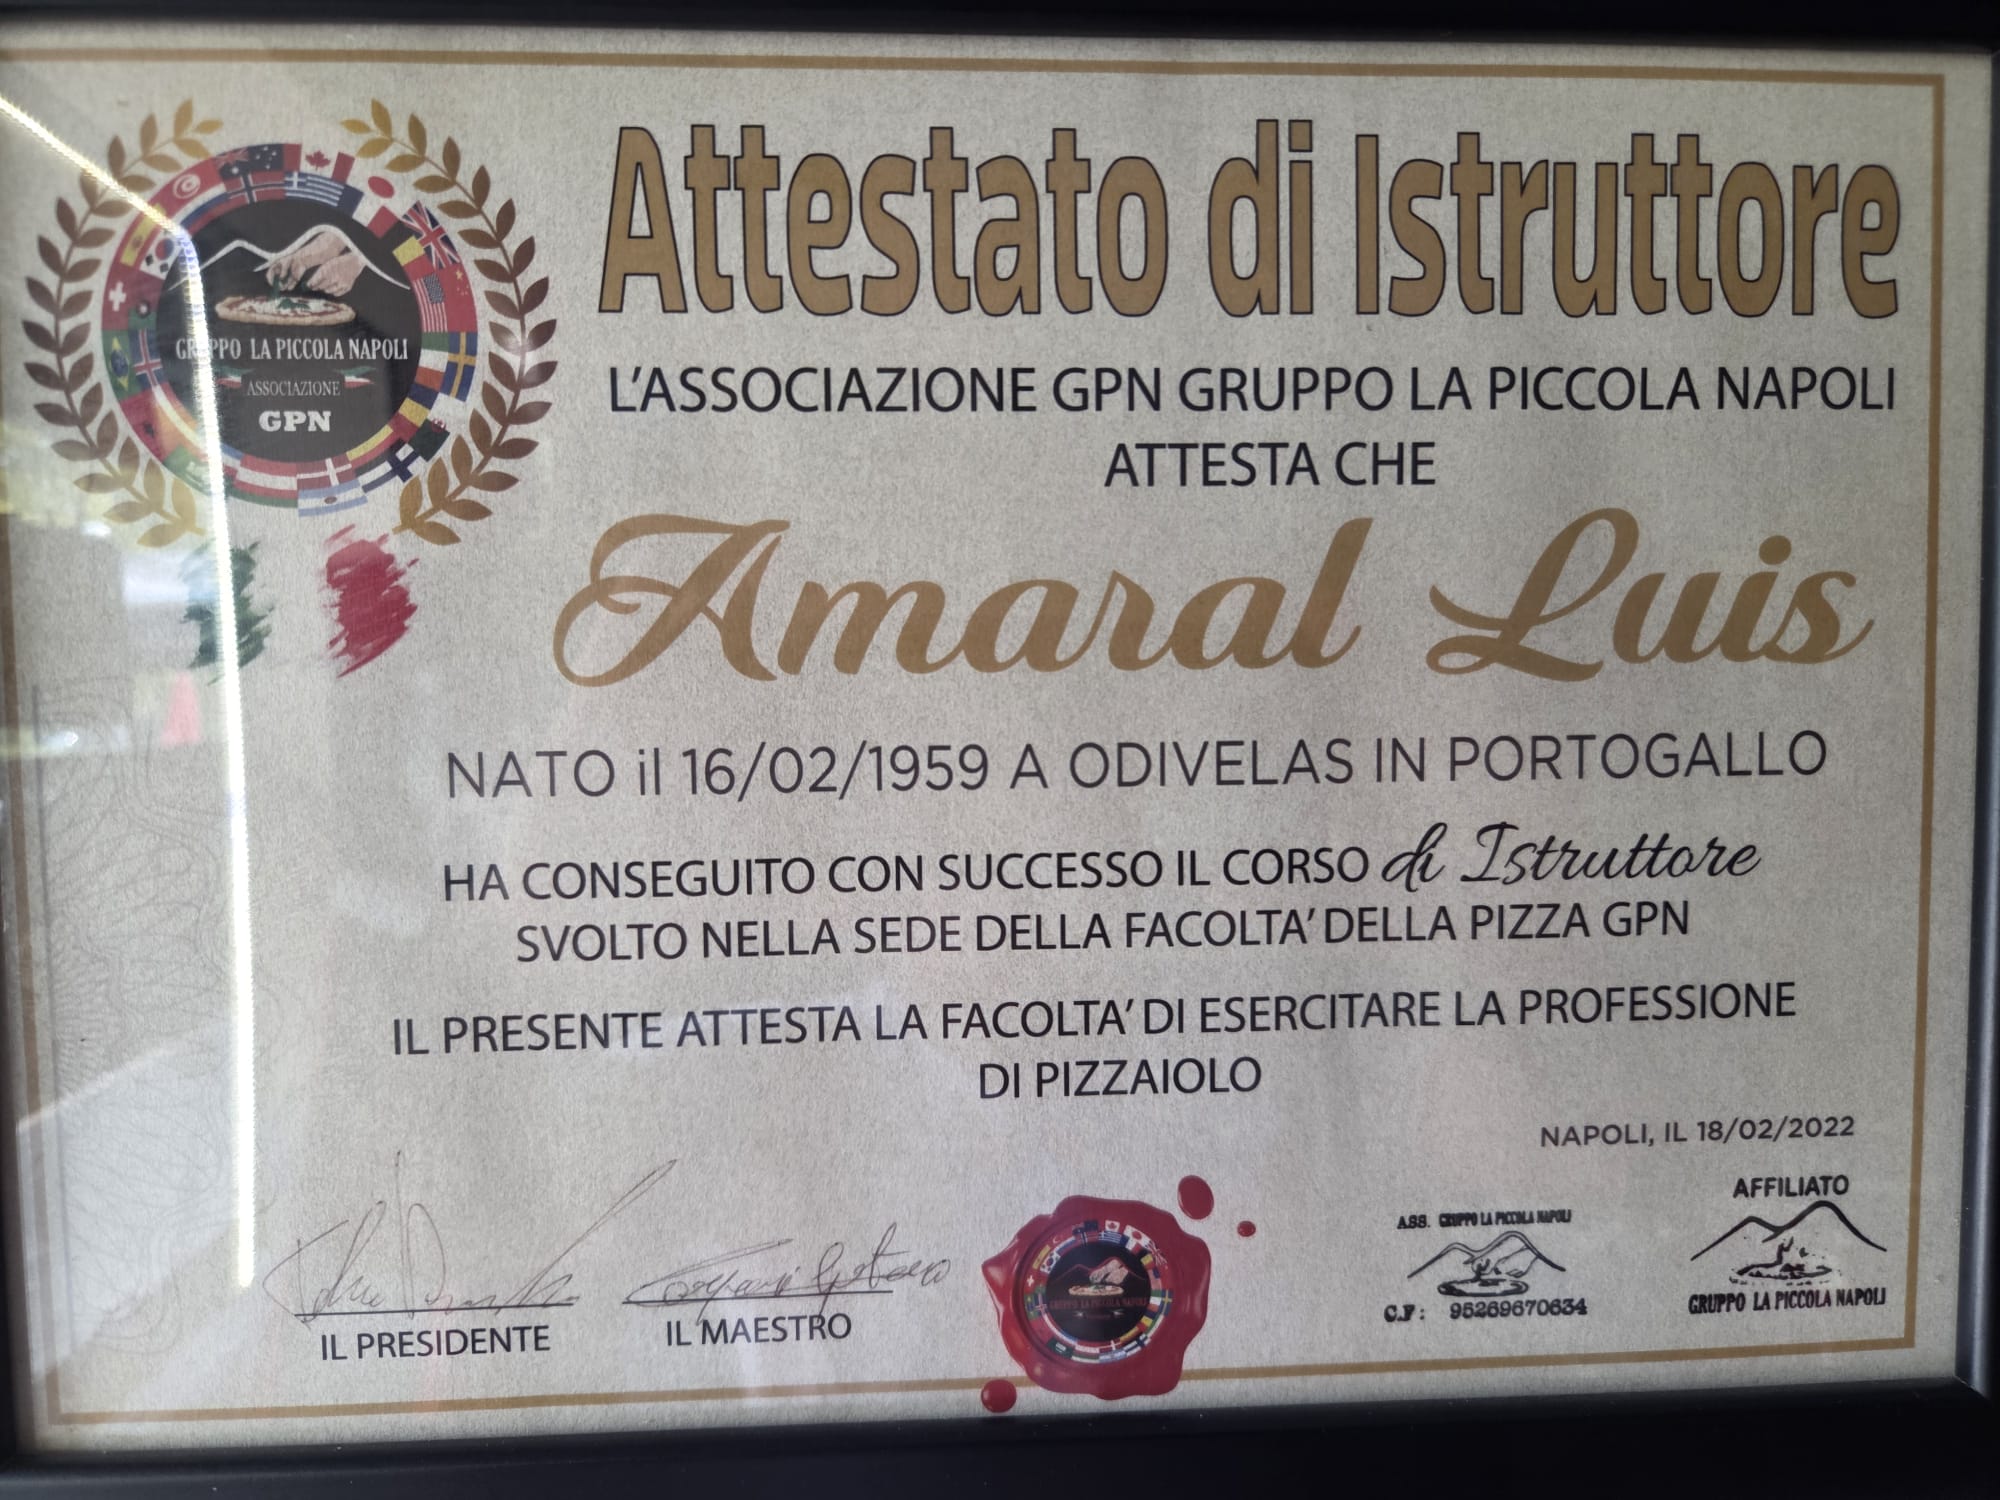 Attestato di Istruttore
GRUPPO LA PICCOLA NAPOLI
ASSOCIAZIONE
GPN
L'ASSOCIAZIONE GPN GRUPPO LA PICCOLA NAPOLI
ATTESTA CHE
Amaral Luis
NATO il 16/02/1959 A ODIVELAS IN PORTOGALLO
HA CONSEGUITO CON SUCCESSO IL CORSO di Istruttore
SVOLTO NELLA SEDE DELLA FACOLTA' DELLA PIZZA GPN
IL PRESENTE ATTESTA LA FACOLTA' DI ESERCITARE LA PROFESSIONE
DI PIZZAIOLO
NAPOLI, IL 18/02/2022
IL PRESIDENTE
IL MAESTRO
GRUPPO LA PICCOLA NAPOLI
ASS. GRUPPO LA PICCOLA NAPOLI
C.F: 95269670634
AFFILIATO
GRUPPO LA PICCOLA NAPOLI